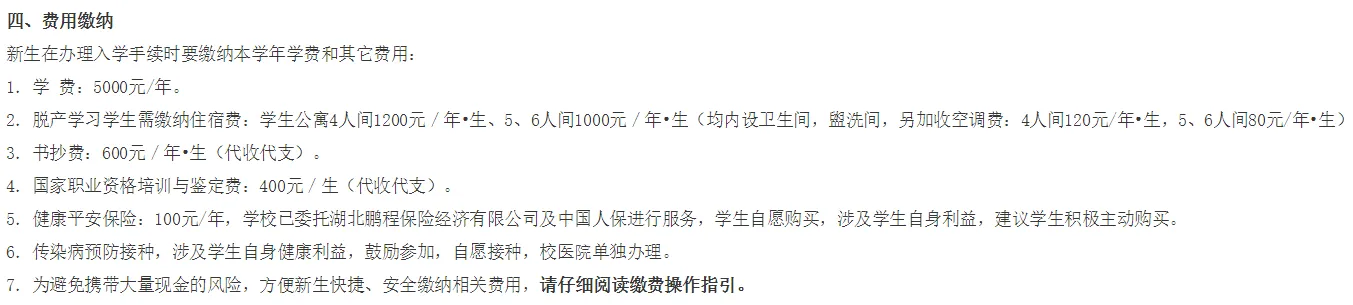 四、费用缴纳
新生在办理入学手续时要缴纳本学年学费和其它费用：
1. 学 费：5000元/年。
2. 脱产学习学生需缴纳住宿费：学生公寓4人间1200元／年•生、5、6人间1000元／年•生（均内设卫生间，盥洗间，另加收空调费：4人间120元/年•生，5、6人间80元/年•生）
3. 书抄费：600元／年•生（代收代支）。
4. 国家职业资格培训与鉴定费：400元／生（代收代支）。
5. 健康平安保险：100元/年，学校已委托湖北鹏程保险经济有限公司及中国人保进行服务，学生自愿购买，涉及学生自身利益，建议学生积极主动购买。
6. 传染病预防接种，涉及学生自身健康利益，鼓励参加，自愿接种，校医院单独办理。
7. 为避免携带大量现金的风险，方便新生快捷、安全缴纳相关费用，请仔细阅读缴费操作指引。